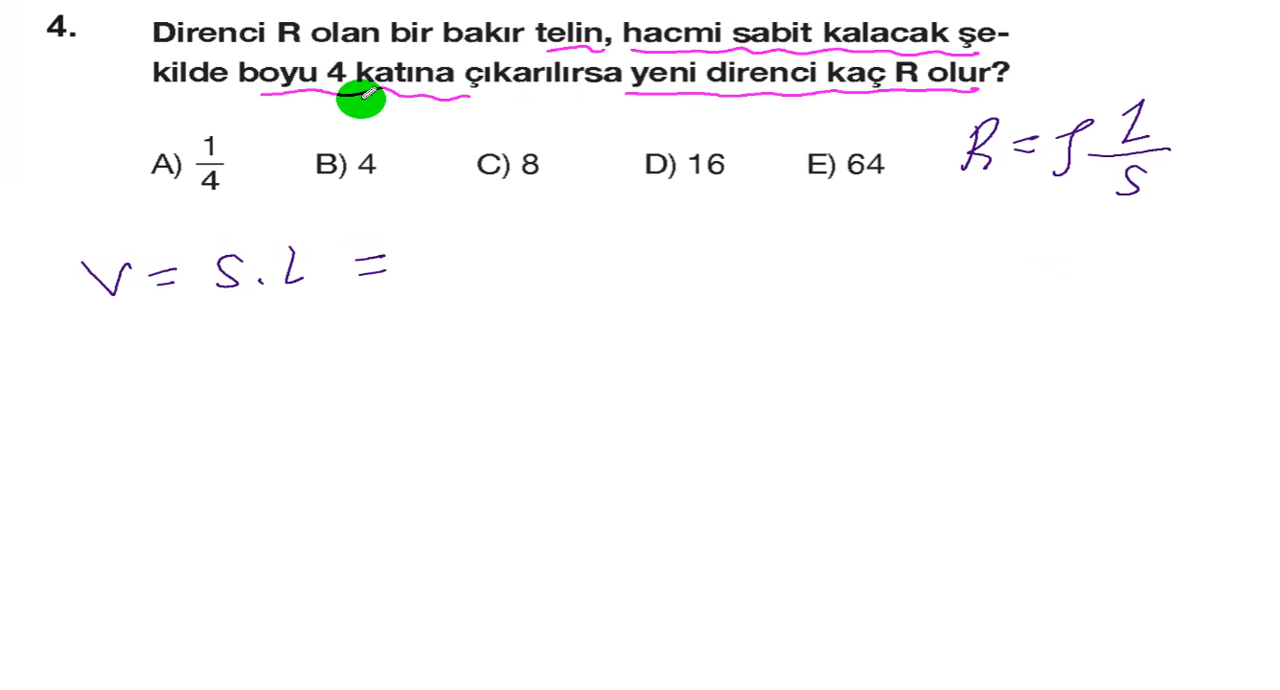 4. Direnci R olan bir bakır telin, hacmi sabit kalacak şe-
kilde boyu 4 katına çıkarılırsa yeni direnci kaç R olur?
A) 1/4 B) 4 C) 8 D) 16 E) 64
R = ρ L/S
V = S . L =